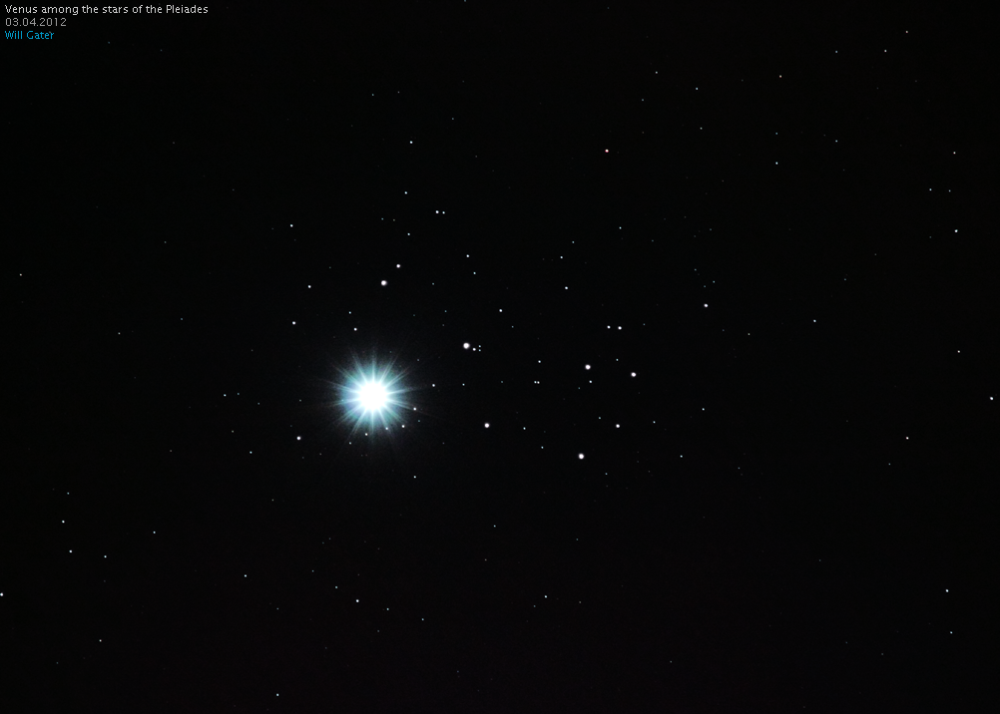 Venus among the stars of the Pleiades
03.04.2012
Will Gater